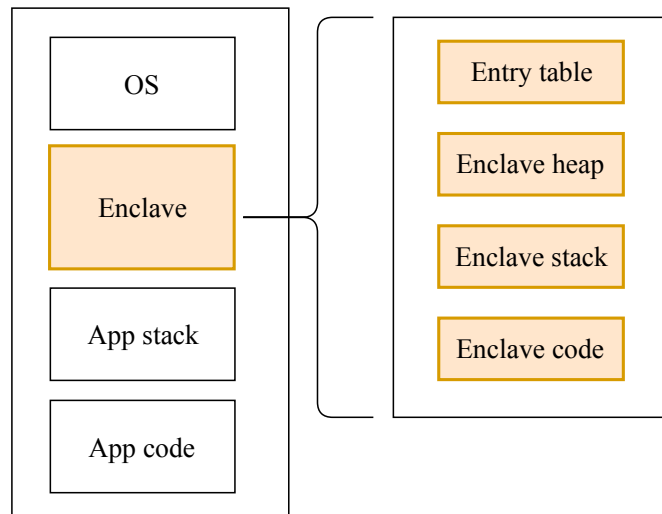 OS
Enclave
App stack
App code
Entry table
Enclave heap
Enclave stack
Enclave code